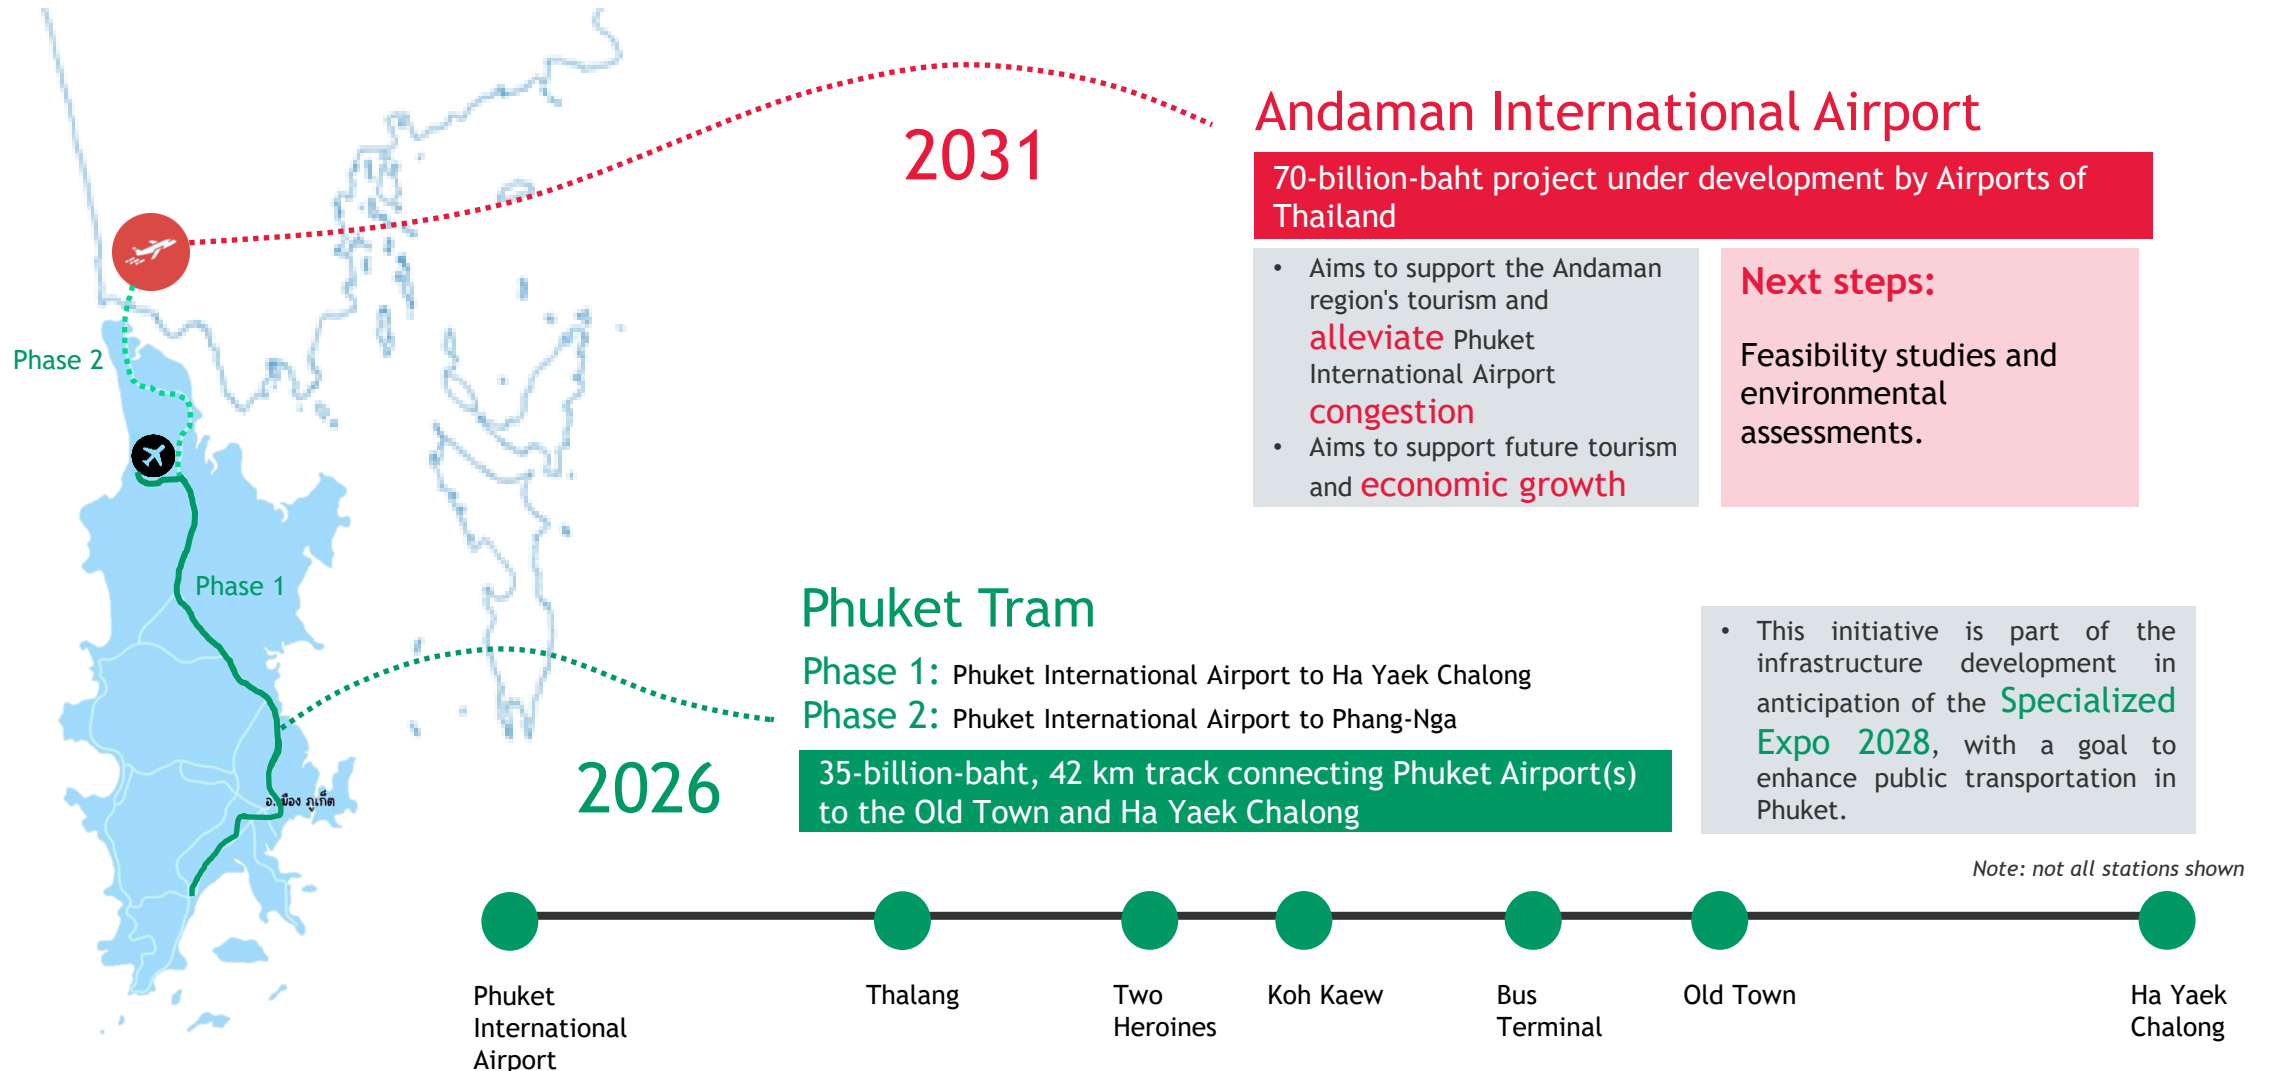 2031
Andaman International Airport
70-billion-baht project under development by Airports of
Thailand
• Aims to support the Andaman
region's tourism and
alleviate Phuket
International Airport
congestion
• Aims to support future tourism
and economic growth
Next steps:
Feasibility studies and
environmental
assessments.
Phase 2
Phase 1
อ.เมือง ภูเก็ต
2026
Phuket Tram
Phase 1: Phuket International Airport to Ha Yaek Chalong
Phase 2: Phuket International Airport to Phang-Nga
35-billion-baht, 42 km track connecting Phuket Airport(s)
to the Old Town and Ha Yaek Chalong
• This initiative is part of the
infrastructure development in
anticipation of the Specialized
Expo 2028, with a goal to
enhance public transportation in
Phuket.
Note: not all stations shown
Phuket
International
Airport
Thalang
Two
Heroines
Koh Kaew
Bus
Terminal
Old Town
Ha Yaek
Chalong